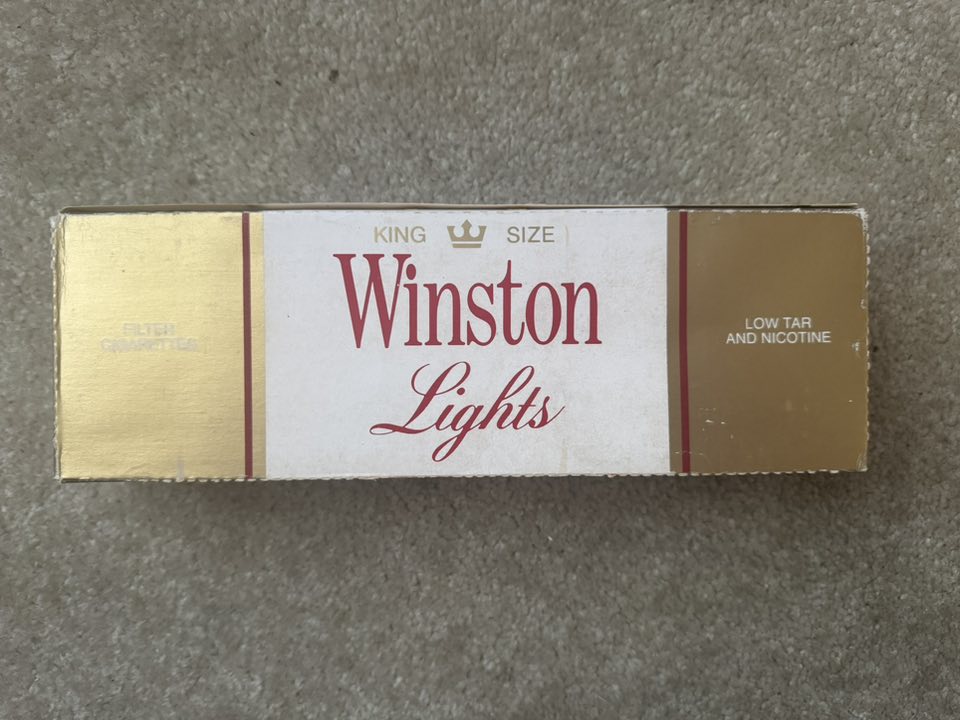 KING SIZE
Winston
Lights
FILTER
CIGARETTES
LOW TAR
AND NICOTINE